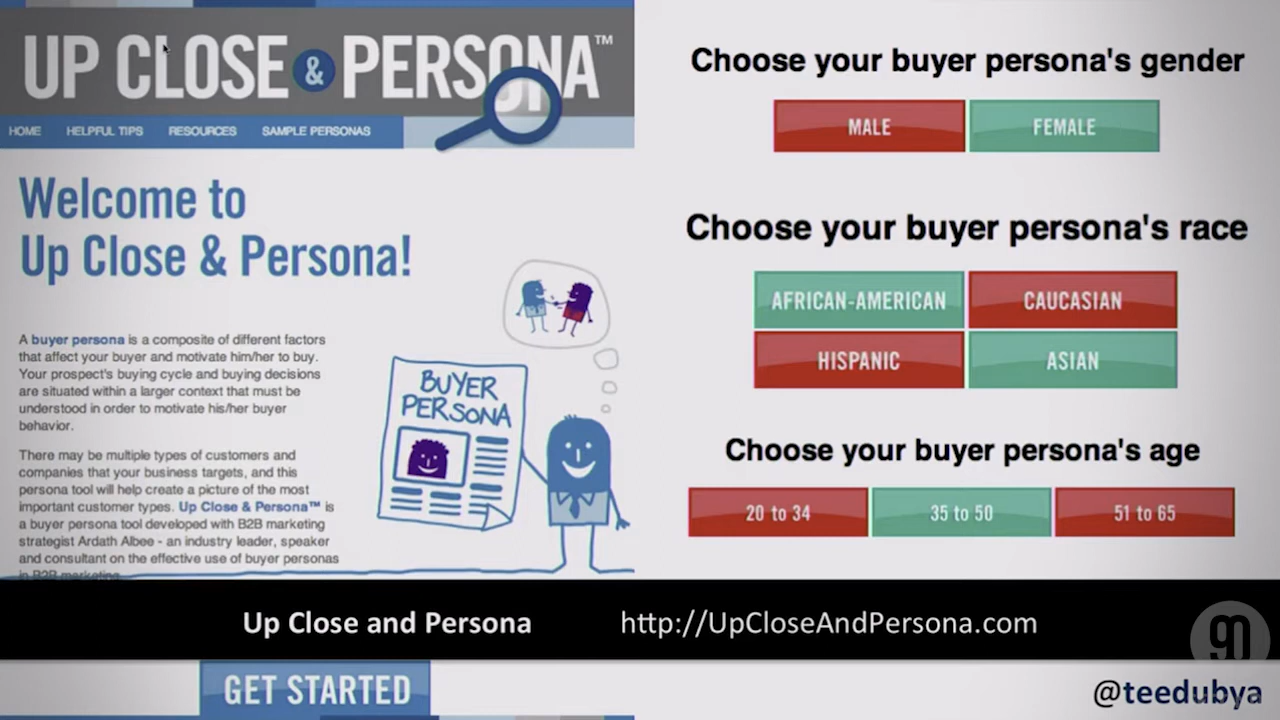 UP CLOSE & PERSONA™
HOME HELPFUL TIPS RESOURCES SAMPLE PERSONAS
Welcome to
Up Close & Persona!
A buyer persona is a composite of different factors
that affect your buyer and motivate him/her to buy.
Your prospect's buying cycle and buying decisions
are situated within a larger context that must be
understood in order to motivate his/her buyer
behavior.
There may be multiple types of customers and
companies that your business targets, and this
persona tool will help create a picture of the most
important customer types. Up Close & Persona™ is
a buyer persona tool developed with B2B marketing
strategist Ardath Albee - an industry leader, speaker
and consultant on the effective use of buyer personas
in B2B marketing.
BUYER
PERSONA
Choose your buyer persona's gender
MALE FEMALE
Choose your buyer persona's race
AFRICAN-AMERICAN CAUCASIAN
HISPANIC ASIAN
Choose your buyer persona's age
20 to 34 35 to 50 51 to 65
Up Close and Persona http://UpCloseAndPersona.com
GET STARTED
@teedubya